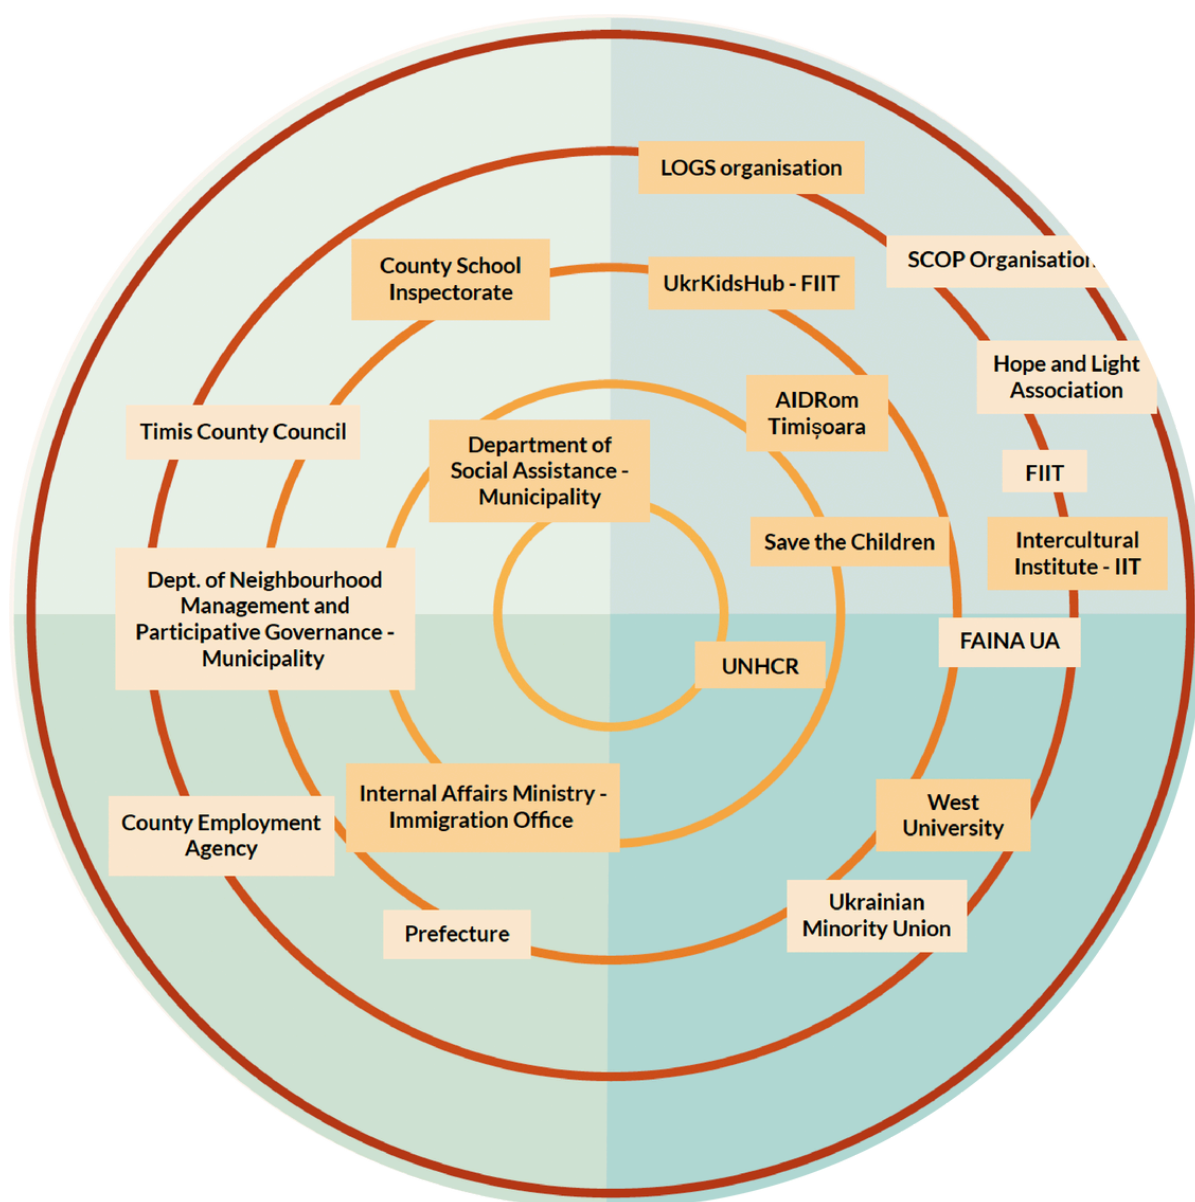 LOGS organisation
SCOP Organisation
County School
Inspectorate
UkrKidsHub - FIIT
Hope and Light
Association
AIDRom
Timișoara
Timis County Council
Department of
Social Assistance -
Municipality
FIIT
Save the Children
Intercultural
Institute - IIT
Dept. of Neighbourhood
Management and
Participative Governance -
Municipality
FAINA UA
UNHCR
Internal Affairs Ministry -
Immigration Office
West
University
County Employment
Agency
Ukrainian
Minority Union
Prefecture